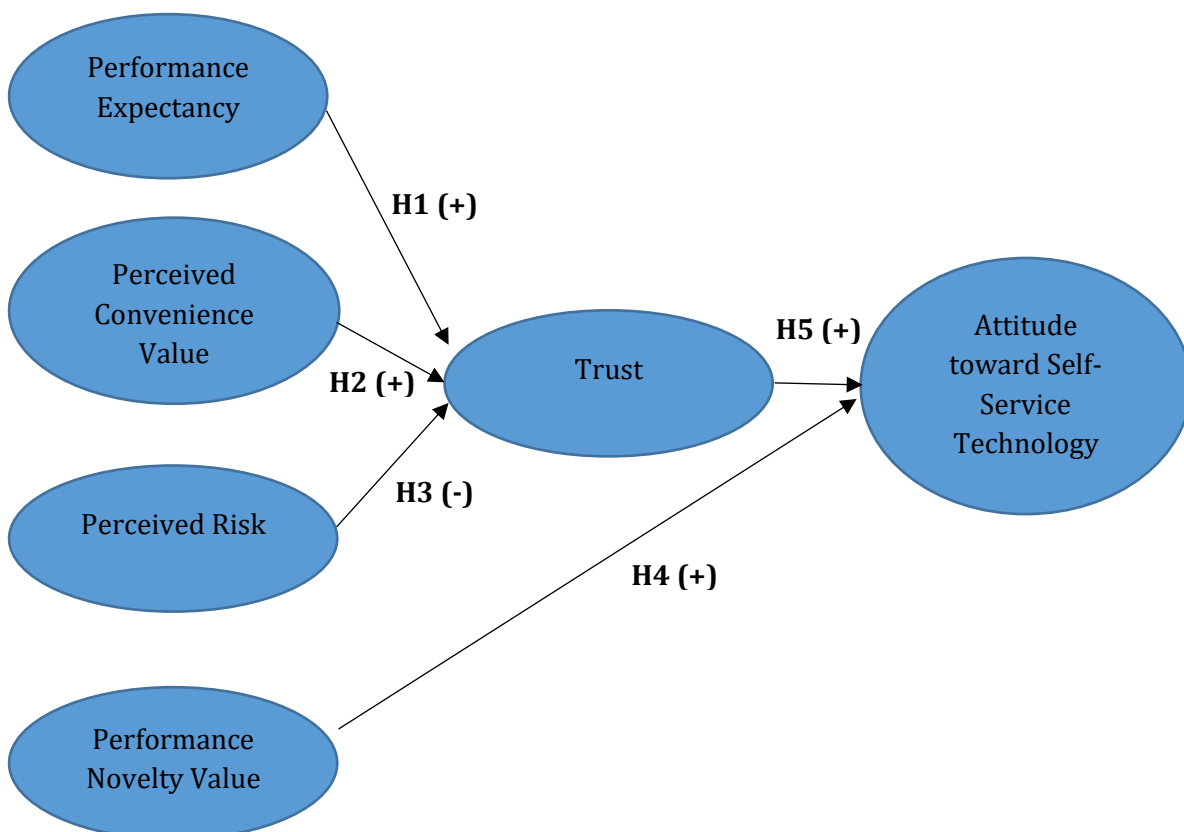 Performance
Expectancy
H1 (+)
Perceived
Convenience
Value
H2 (+)
Trust
H5 (+)
Attitude
toward Self-
Service
Technology
Perceived Risk
H3 (-)
H4 (+)
Performance
Novelty Value